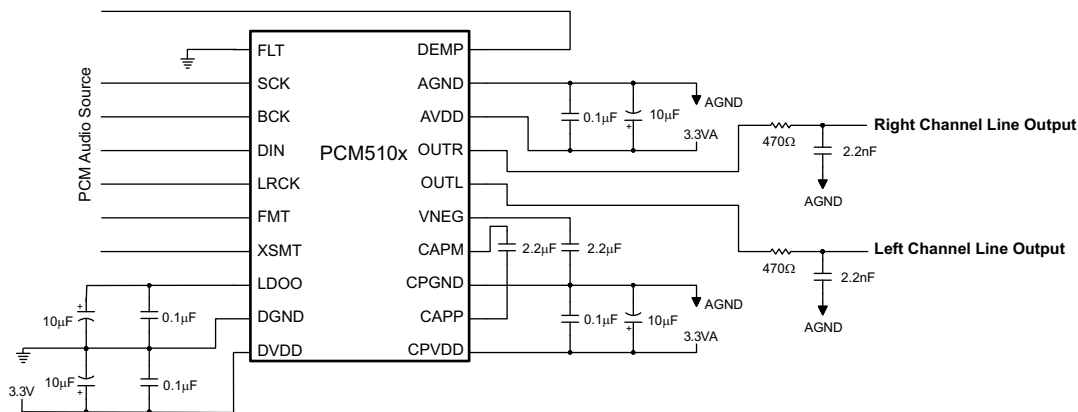 PCM Audio Source
FLT
SCK
BCK
DIN
LRCK
FMT
XSMT
LDOO
DGND
DVDD
PCM510x
DEMP
AGND
AVDD
OUTR
OUTL
VNEG
CAPM
CPGND
CAPP
CPVDD
0.1μF
10μF
AGND
3.3VA
470Ω
2.2nF
AGND
Right Channel Line Output
2.2μF
2.2μF
470Ω
2.2nF
AGND
Left Channel Line Output
0.1μF
10μF
AGND
3.3VA
10μF
0.1μF
10μF
0.1μF
3.3V